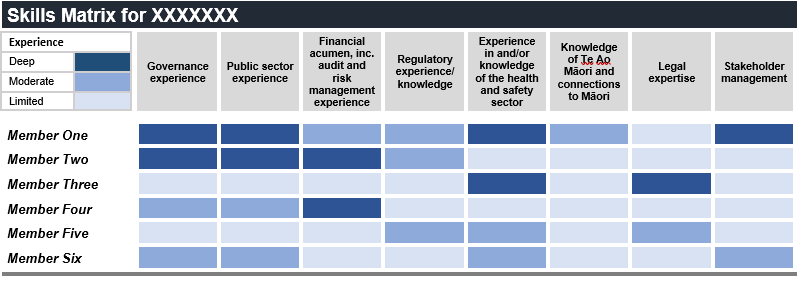 Skills Matrix for XXXXXXX
Experience
Deep
Moderate
Limited
Governance
experience
Public sector
experience
Financial
acumen, inc.
audit and
risk
management
experience
Regulatory
experience/
knowledge
Experience
in and/or
knowledge
of the health
and safety
sector
Knowledge
of Te Ao
Māori and
connections
to Māori
Legal
expertise
Stakeholder
management
Member One
Member Two
Member Three
Member Four
Member Five
Member Six